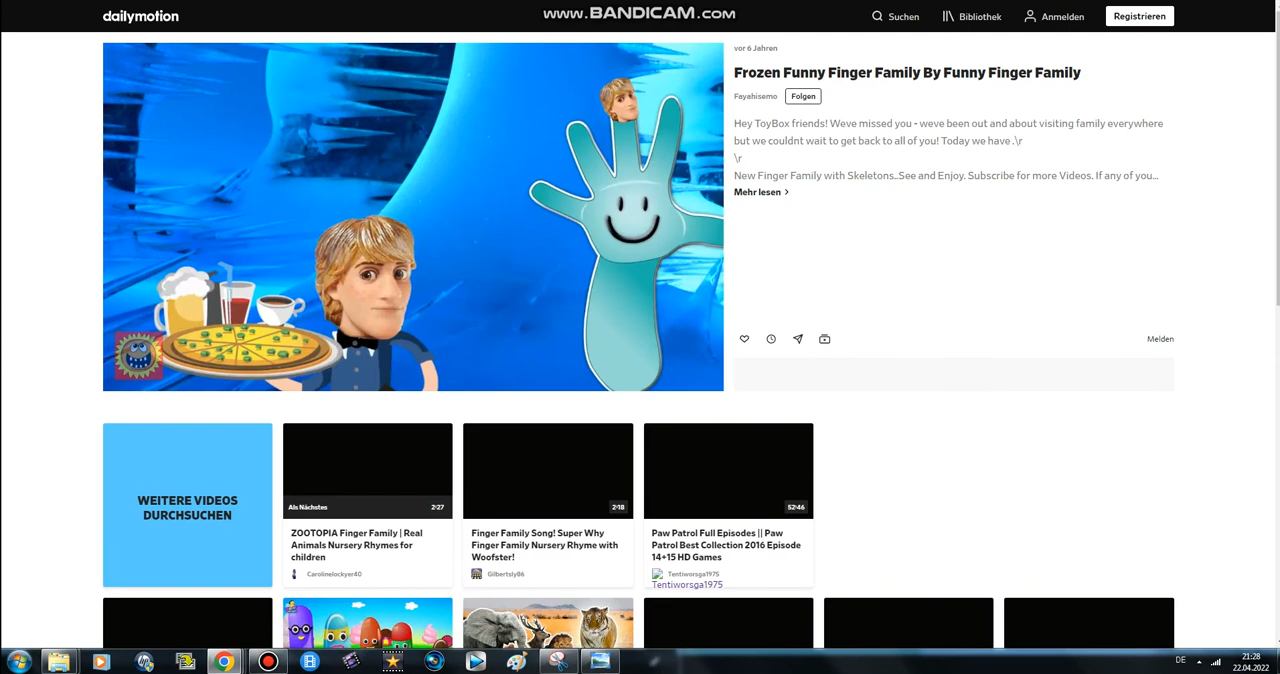 dailymotion
WWW.BANDICAM.COM
Suchen
Bibliothek
Anmelden
Registrieren
vor 6 Jahren
Frozen Funny Finger Family By Funny Finger Family
Fayahisemo
Folgen
Hey ToyBox friends! Weve missed you - weve been out and about visiting family everywhere
but we couldnt wait to get back to all of you! Today we have .\r
\r
New Finger Family with Skeletons..See and Enjoy. Subscribe for more Videos. If any of you...
Mehr lesen
Melden
WEITERE VIDEOS
DURCHSUCHEN
Als Nächstes
2:27
2:18
52:46
ZOOTOPIA Finger Family | Real
Animals Nursery Rhymes for
children
Carolinelockyer40
Finger Family Song! Super Why
Finger Family Nursery Rhyme with
Woofster!
Gilbertsly86
Paw Patrol Full Episodes || Paw
Patrol Best Collection 2016 Episode
14+15 HD Games
Tentiworsga1975
Tentiworsga1975
DE
21:28
22.04.2022